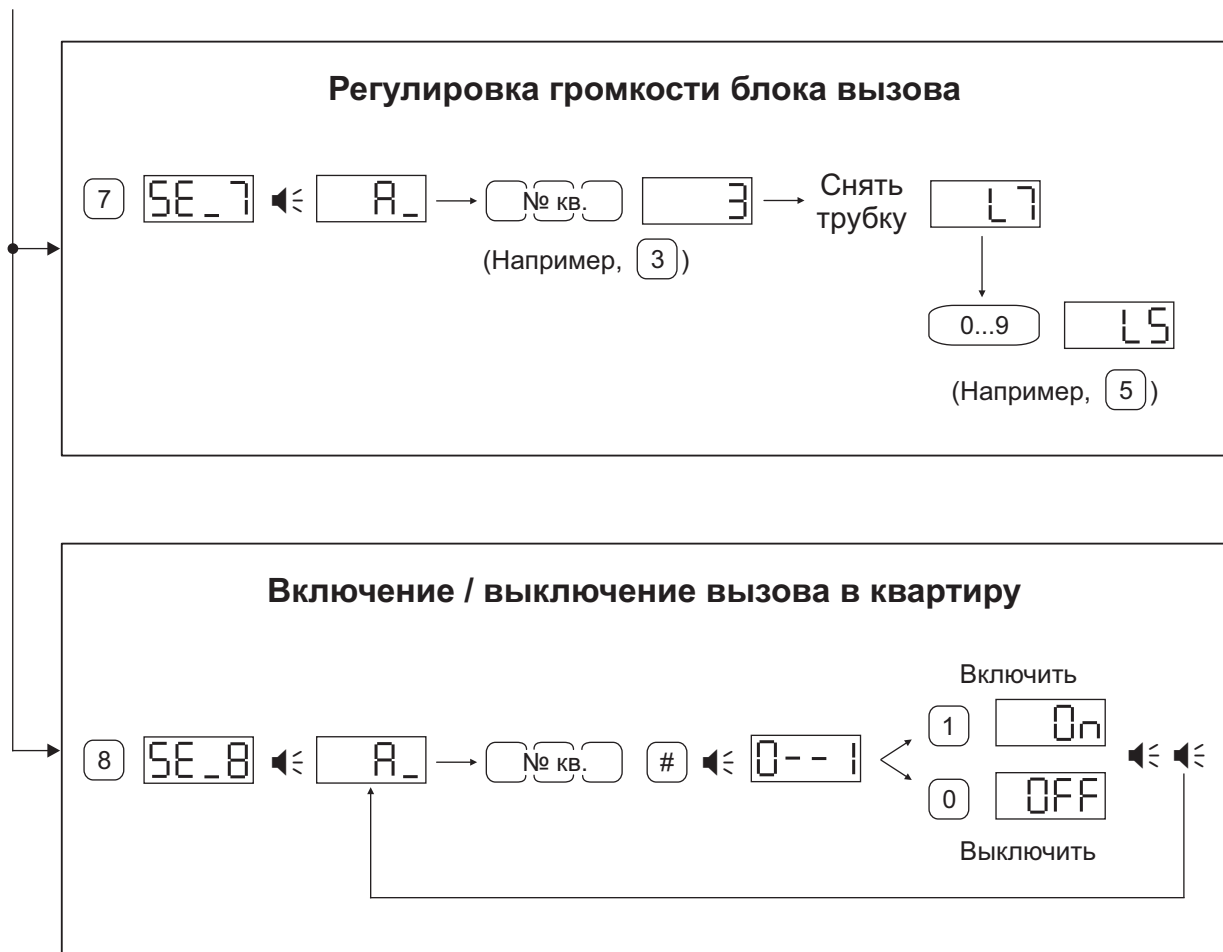 Регулировка громкости блока вызова
7 SE_7 A_ № кв. 3 Снять трубку L7
(Например, 3)
0...9 L5
(Например, 5)
Включение / выключение вызова в квартиру
Включить
8 SE_8 A_ № кв. # 0--1
1 On
0 OFF
Выключить